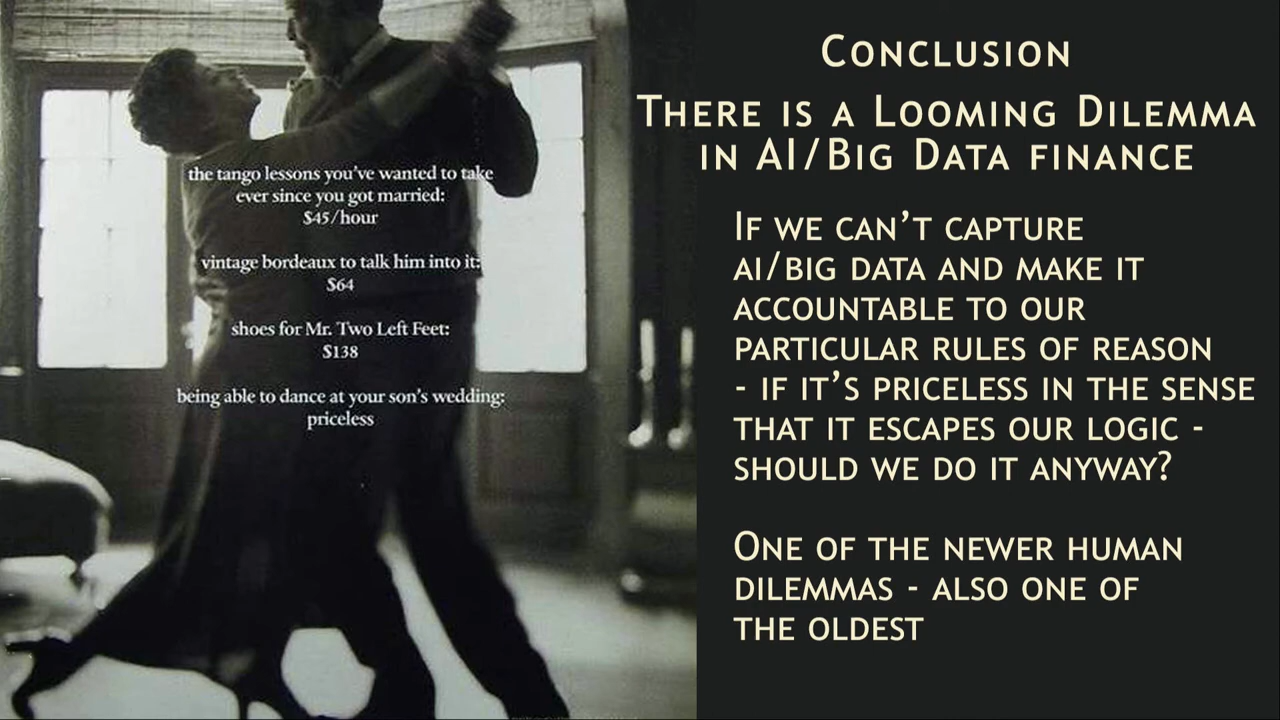 the tango lessons you've wanted to take
ever since you got married:
$45/hour
vintage bordeaux to talk him into it:
$64
shoes for Mr. Two Left Feet:
$138
being able to dance at your son's wedding:
priceless
Conclusion
There is a Looming Dilemma
in AI/Big Data finance
If we can’t capture
ai/big data and make it
accountable to our
particular rules of reason
- if it’s priceless in the sense
that it escapes our logic -
should we do it anyway?
One of the newer human
dilemmas - also one of
the oldest